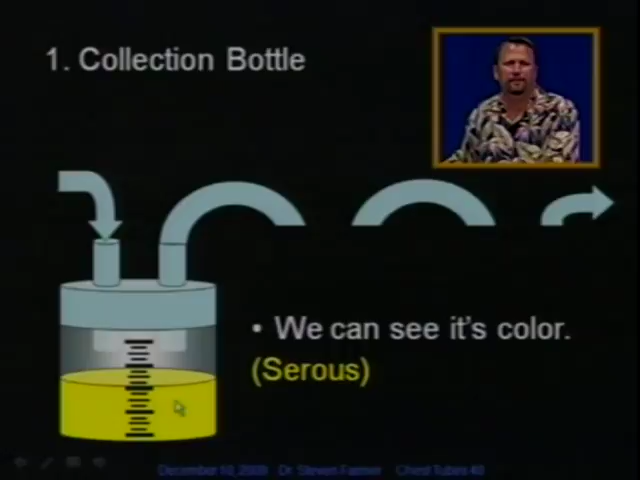 1. Collection Bottle
• We can see it's color.
(Serous)
December 10, 2009 Dr. Steven Farmer Chest Tubes 40